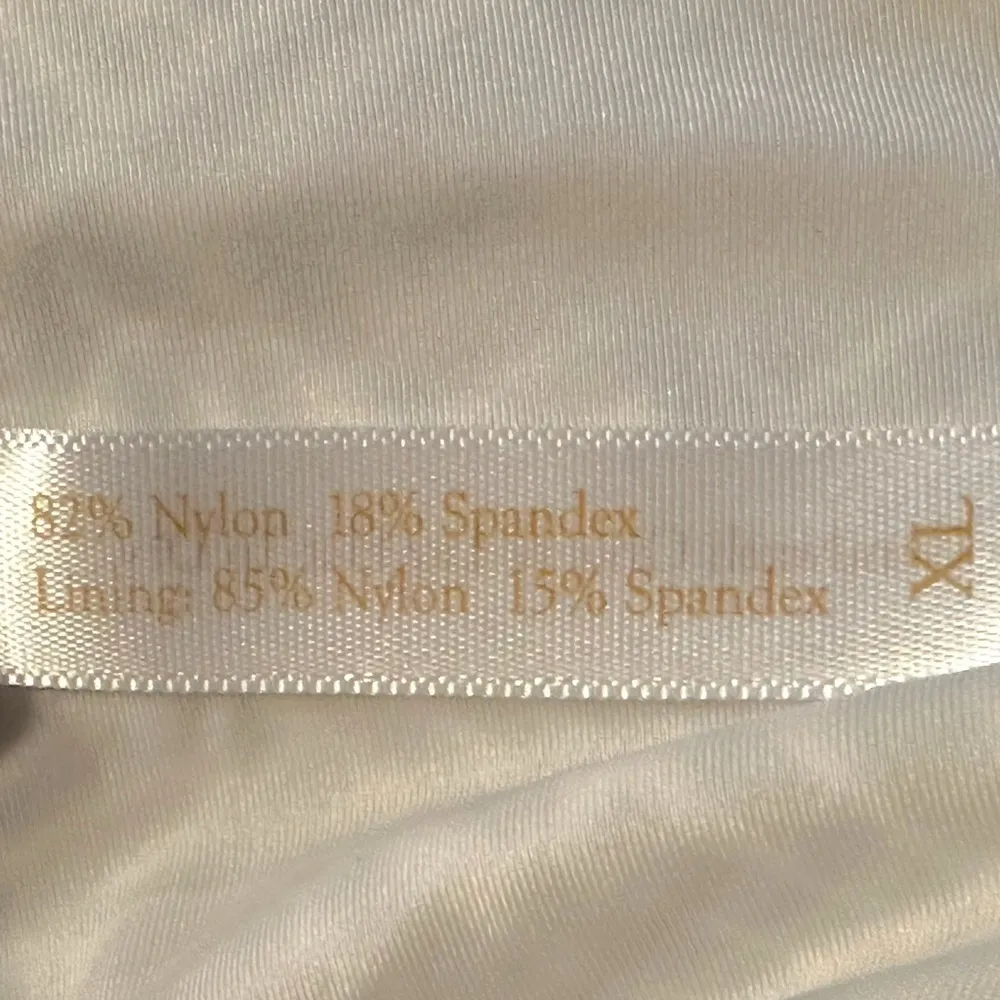 82% Nylon 18% Spandex
Lining: 85% Nylon 15% Spandex
XL